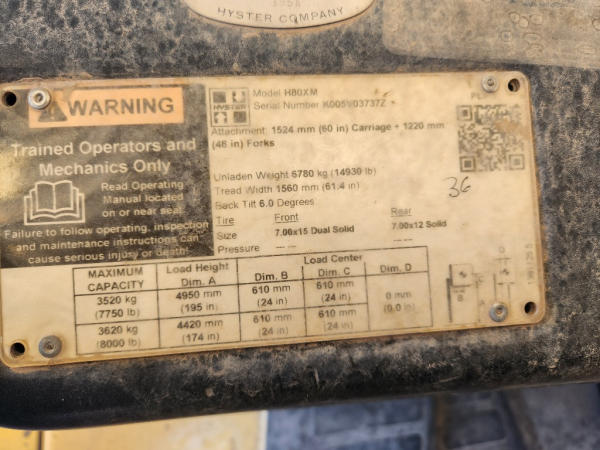 HYSTER COMPANY
WARNING
Trained Operators and
Mechanics Only
Read Operating
Manual located
on or near seat.
Failure to follow operating, inspection
and maintenance instructions can
cause serious injury or death!
HYSTER
Model H80XM
Serial Number
Attachment: 1524 mm (60 in) Carriage + 1220 mm
(48 in) Forks
Unladen Weight 6780 kg (14930 lb)
Tread Width 1560 mm (61.4 in)
Back Tilt 6.0 Degrees
Tire Front Rear
Size 7.00x15 Dual Solid 7.00x12 Solid
Pressure --- --- --- ---
36
MAXIMUM CAPACITY Load Height Dim. A Load Center
Dim. B Dim. C Dim. D
3520 kg (7750 lb) 4950 mm (195 in) 610 mm (24 in) 610 mm (24 in) 0 mm (0.0 in)
3620 kg (8000 lb) 4420 mm (174 in) 610 mm (24 in) 610 mm (24 in)
B
A